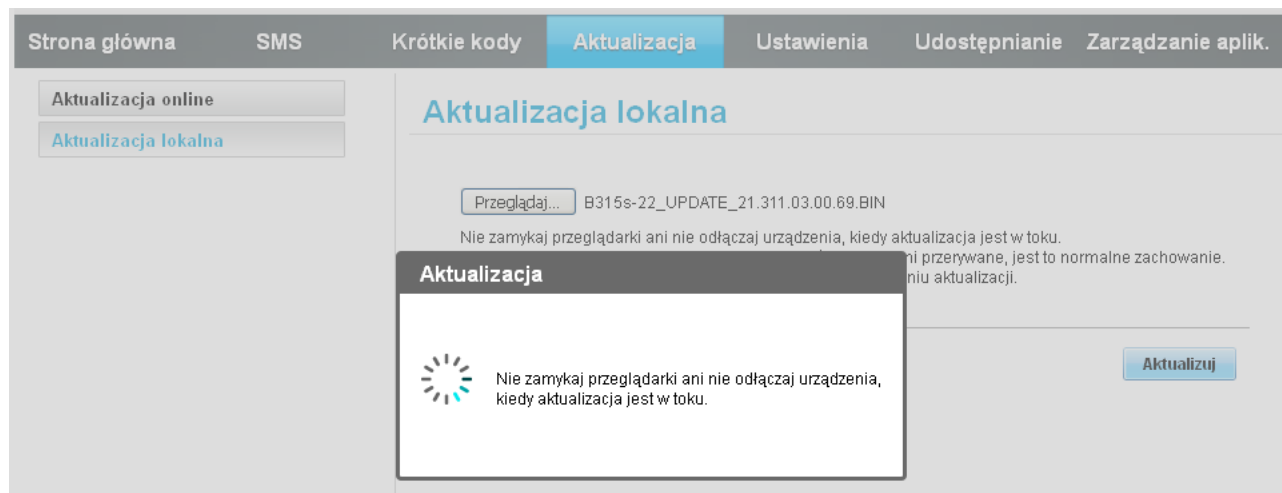 Strona główna SMS Krótkie kody Aktualizacja Ustawienia Udostępnianie Zarządzanie aplik.
Aktualizacja online
Aktualizacja lokalna
Aktualizacja lokalna
Przeglądaj... B315s-22_UPDATE_21.311.03.00.69.BIN
Nie zamykaj przeglądarki ani nie odłączaj urządzenia, kiedy aktualizacja jest w toku.
ni przerywane, jest to normalne zachowanie.
niu aktualizacji.
Aktualizacja
Nie zamykaj przeglądarki ani nie odłączaj urządzenia,
kiedy aktualizacja jest w toku.
Aktualizuj